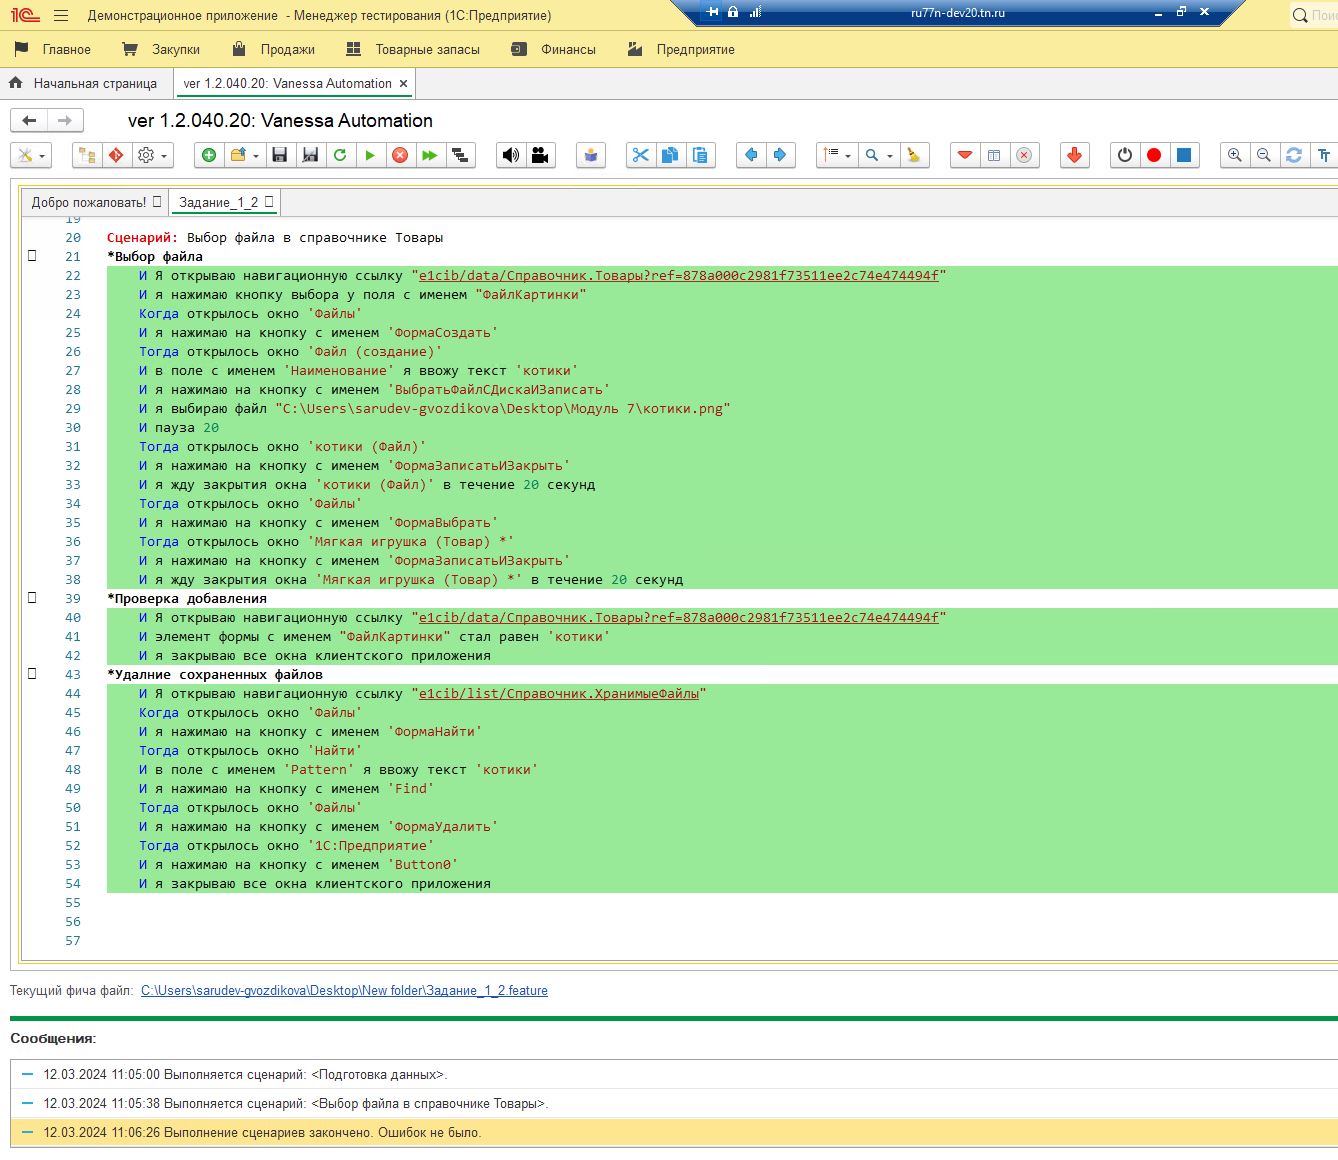 Демонстрационное приложение - Менеджер тестирования (1С:Предприятие)
ru77n-dev20.tn.ru
Главное Закупки Продажи Товарные запасы Финансы Предприятие
Начальная страница ver 1.2.040.20: Vanessa Automation
ver 1.2.040.20: Vanessa Automation
Добро пожаловать! Задание_1_2
19
20 Сценарий: Выбор файла в справочнике Товары
21 *Выбор файла
22 И Я открываю навигационную ссылку "e1cib/data/Справочник.Товары?ref=878a000c2981f73511ee2c74e474494f"
23 И я нажимаю кнопку выбора у поля с именем "ФайлКартинки"
24 Когда открылось окно 'Файлы'
25 И я нажимаю на кнопку с именем 'ФормаСоздать'
26 Тогда открылось окно 'Файл (создание)'
27 И в поле с именем 'Наименование' я ввожу текст 'котики'
28 И я нажимаю на кнопку с именем 'ВыбратьФайлСДискаИЗаписать'
29 И я выбираю файл "C:\Users\sarudev-gvozdikova\Desktop\Модуль 7\котики.png"
30 И пауза 20
31 Тогда открылось окно 'котики (Файл)'
32 И я нажимаю на кнопку с именем 'ФормаЗаписатьИЗакрыть'
33 И я жду закрытия окна 'котики (Файл)' в течение 20 секунд
34 Тогда открылось окно 'Файлы'
35 И я нажимаю на кнопку с именем 'ФормаВыбрать'
36 Тогда открылось окно 'Мягкая игрушка (Товар) *'
37 И я нажимаю на кнопку с именем 'ФормаЗаписатьИЗакрыть'
38 И я жду закрытия окна 'Мягкая игрушка (Товар) *' в течение 20 секунд
39 *Проверка добавления
40 И Я открываю навигационную ссылку "e1cib/data/Справочник.Товары?ref=878a000c2981f73511ee2c74e474494f"
41 И элемент формы с именем "ФайлКартинки" стал равен 'котики'
42 И я закрываю все окна клиентского приложения
43 *Удалние сохраненных файлов
44 И Я открываю навигационную ссылку "e1cib/list/Справочник.ХранимыеФайлы"
45 Когда открылось окно 'Файлы'
46 И я нажимаю на кнопку с именем 'ФормаНайти'
47 Тогда открылось окно 'Найти'
48 И в поле с именем 'Pattern' я ввожу текст 'котики'
49 И я нажимаю на кнопку с именем 'Find'
50 Тогда открылось окно 'Файлы'
51 И я нажимаю на кнопку с именем 'ФормаУдалить'
52 Тогда открылось окно '1С:Предприятие'
53 И я нажимаю на кнопку с именем 'Button0'
54 И я закрываю все окна клиентского приложения
55
56
57
Текущий фича файл: C:\Users\sarudev-gvozdikova\Desktop\New folder\Задание_1_2.feature
Сообщения:
12.03.2024 11:05:00 Выполняется сценарий: <Подготовка данных>.
12.03.2024 11:05:38 Выполняется сценарий: <Выбор файла в справочнике Товары>.
12.03.2024 11:06:26 Выполнение сценариев закончено. Ошибок не было.